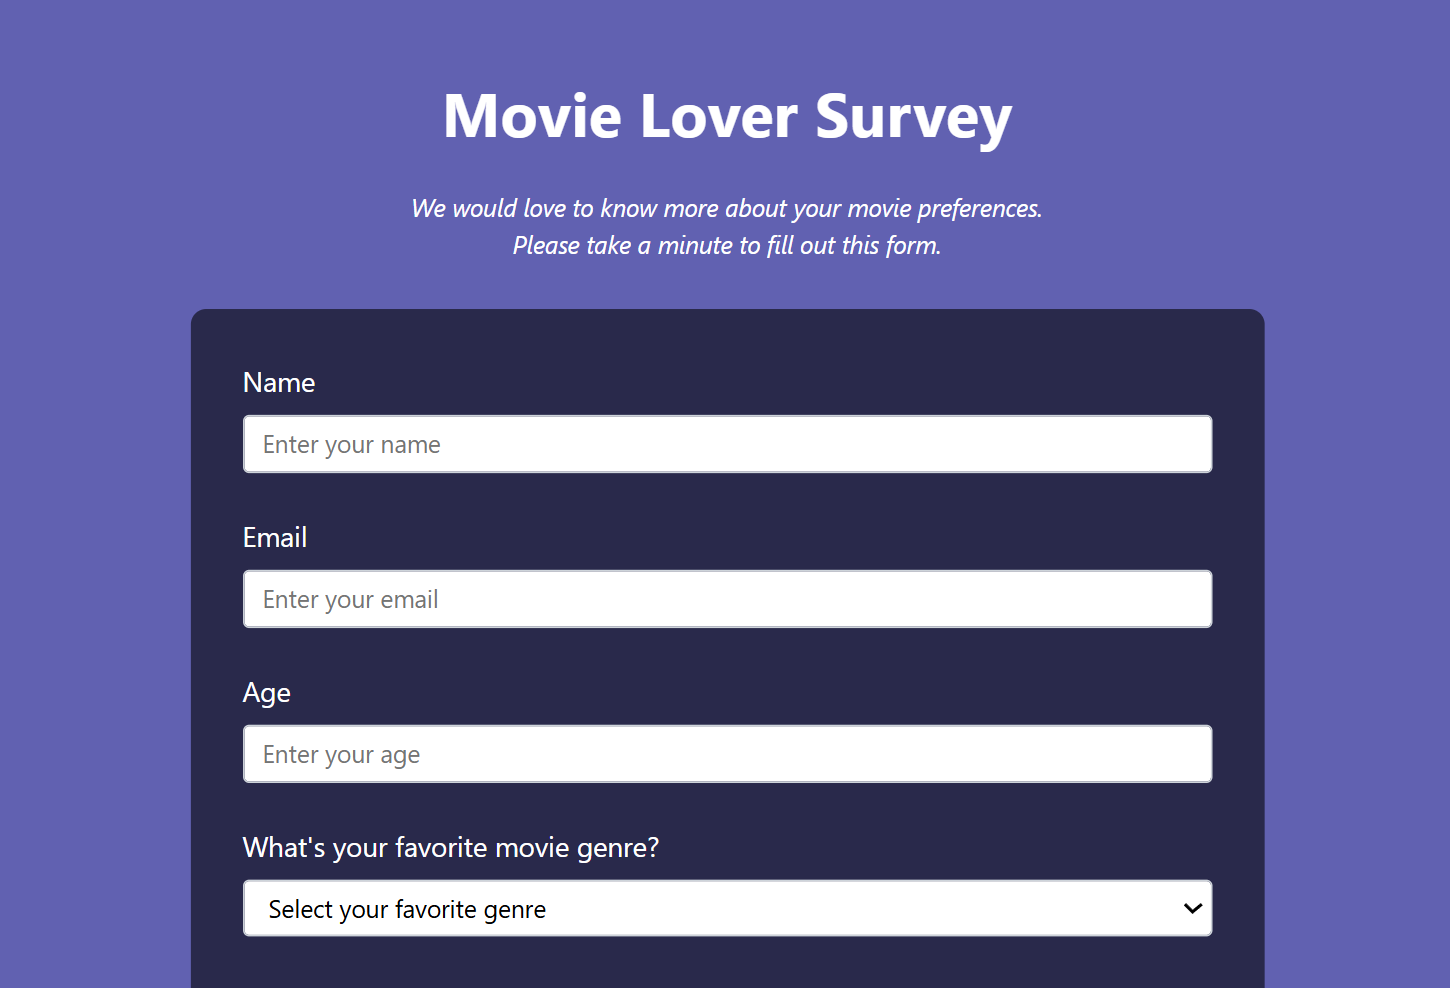 Movie Lover Survey
We would love to know more about your movie preferences.
Please take a minute to fill out this form.
Name
Enter your name
Email
Enter your email
Age
Enter your age
What's your favorite movie genre?
Select your favorite genre